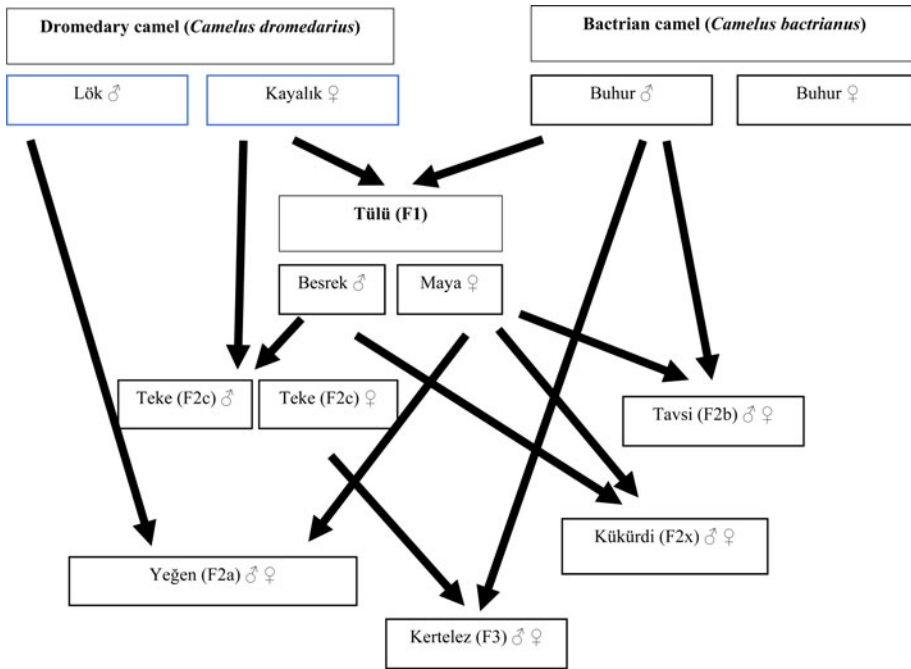 Dromedary camel (Camelus dromedarius)
Bactrian camel (Camelus bactrianus)
Lök ♂
Kayalık ♀
Buhur ♂
Buhur ♀
Tülü (F1)
Besrek ♂
Maya ♀
Teke (F2c) ♂
Teke (F2c) ♀
Tavsi (F2b) ♂ ♀
Kükürdi (F2x) ♂ ♀
Yeğen (F2a) ♂ ♀
Kertelez (F3) ♂ ♀